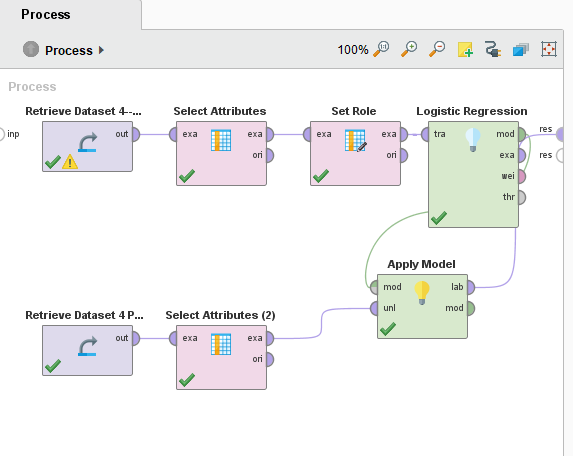 Process
Process
100%
Process
Retrieve Dataset 4--...
Select Attributes
Set Role
Logistic Regression
inp
out
exa
exa
ori
exa
exa
ori
tra
mod
exa
wei
thr
res
res
Apply Model
mod
lab
unl
mod
Retrieve Dataset 4 P...
Select Attributes (2)
out
exa
exa
ori